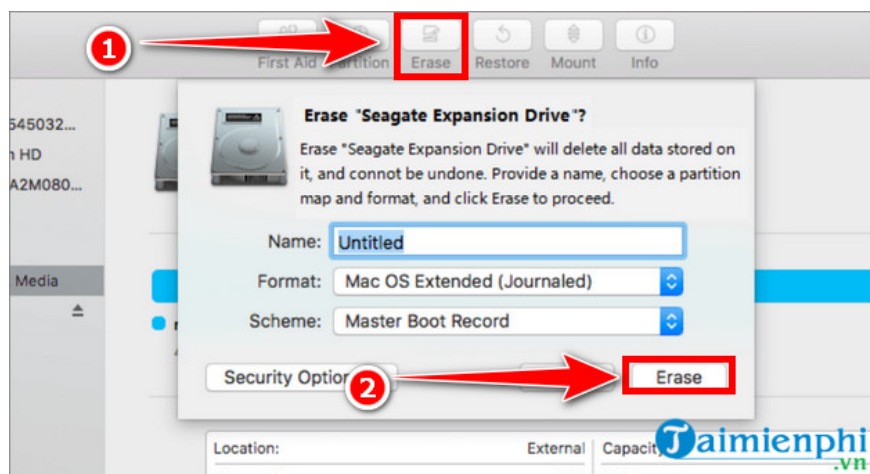 1
First Aid Partition Erase Restore Mount Info
545032...
n HD
A2M080...
Erase "Seagate Expansion Drive"?
Erase "Seagate Expansion Drive" will delete all data stored on
it, and connot be undone. Provide a name, choose a partition
map and format, and click Erase to proceed.
Name: Untitled
Format: Mac OS Extended (Journaled)
Scheme: Master Boot Record
Media
Security Optio
2
Erase
Location: External Capacity
Taimienphi
.vn